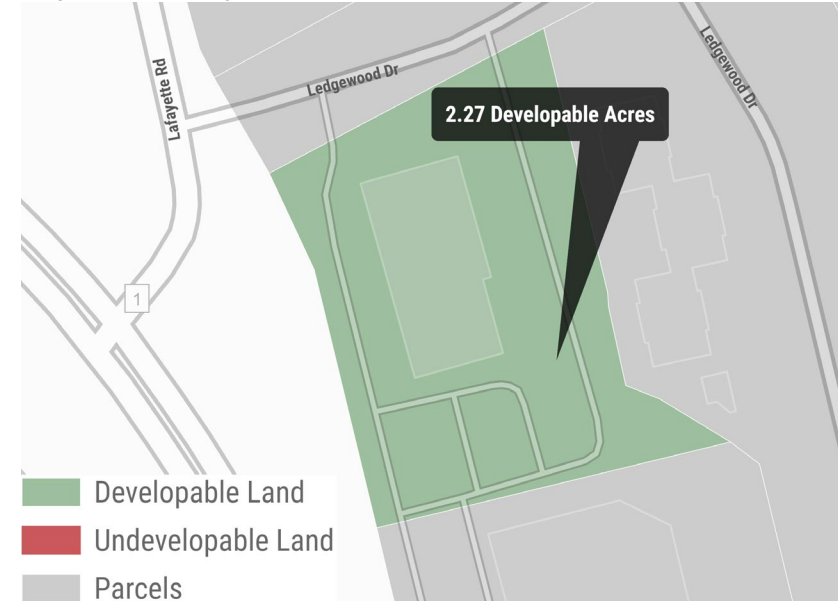 Lafayette Rd
Ledgewood Dr
Ledgewood Dr
2.27 Developable Acres
1
Developable Land
Undevelopable Land
Parcels